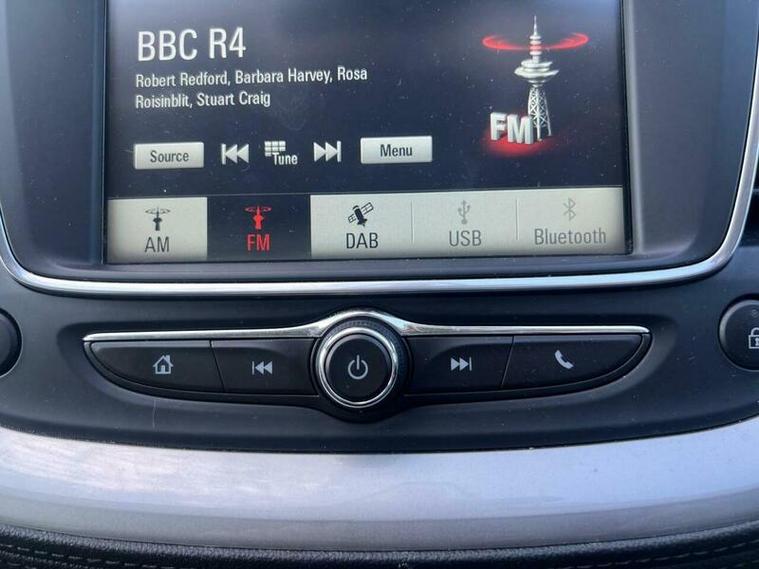 BBC R4
Robert Redford, Barbara Harvey, Rosa
Roisinblit, Stuart Craig
FM
Source
Tune
Menu
AM
FM
DAB
USB
Bluetooth